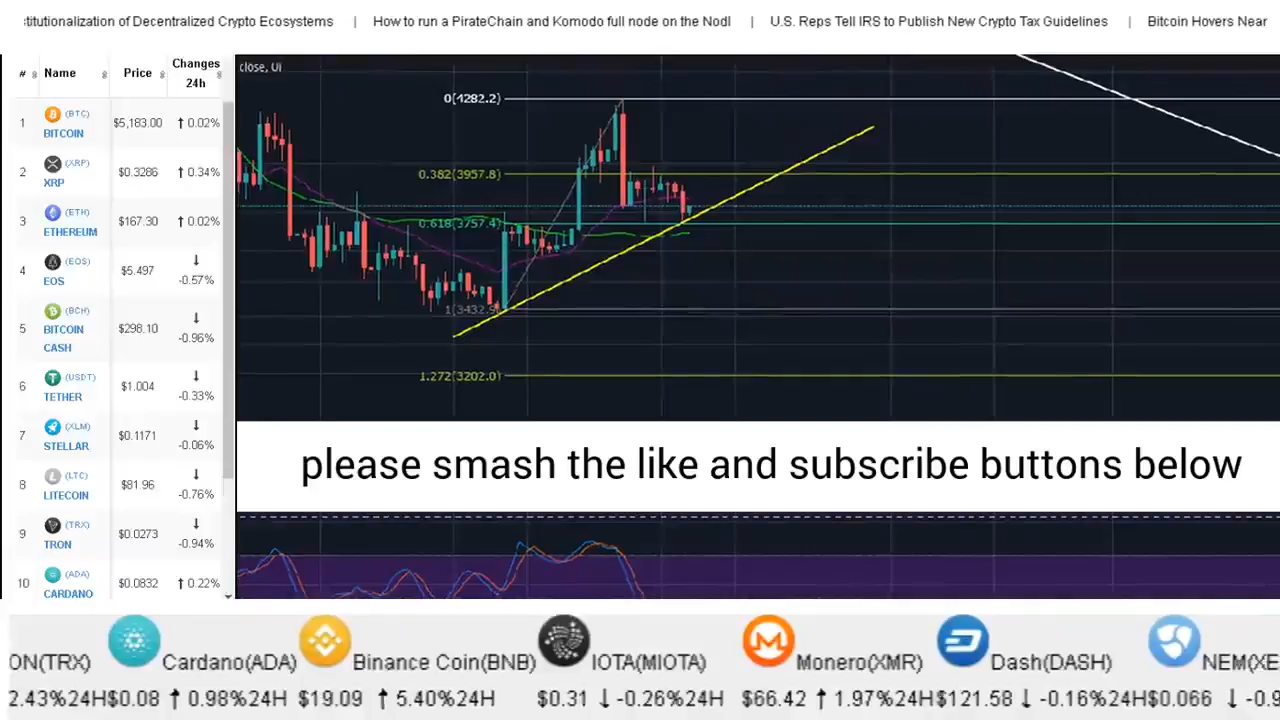 itutionalization of Decentralized Crypto Ecosystems | How to run a PirateChain and Komodo full node on the Nodl | U.S. Reps Tell IRS to Publish New Crypto Tax Guidelines | Bitcoin Hovers Near
# Name Price Changes 24h
1 (BTC) BITCOIN $5,183.00 ↑ 0.02%
2 (XRP) XRP $0.3286 ↑ 0.34%
3 (ETH) ETHEREUM $167.30 ↑ 0.02%
4 (EOS) EOS $5.497 ↓ -0.57%
5 (BCH) BITCOIN CASH $298.10 ↓ -0.96%
6 (USDT) TETHER $1.004 ↓ -0.33%
7 (XLM) STELLAR $0.1171 ↓ -0.06%
8 (LTC) LITECOIN $81.96 ↓ -0.76%
9 (TRX) TRON $0.0273 ↓ -0.94%
10 (ADA) CARDANO $0.0832 ↑ 0.22%
close,
0(4282.2)
0.382(3957.8)
0.618(3757.4)
1(3432.9)
1.272(3202.0)
please smash the like and subscribe buttons below
ON(TRX) Cardano(ADA) Binance Coin(BNB) IOTA(MIOTA) Monero(XMR) Dash(DASH) NEM(XE
2.43%24H $0.08 ↑ 0.98%24H $19.09 ↑ 5.40%24H $0.31 ↓ -0.26%24H $66.42 ↑ 1.97%24H $121.58 ↓ -0.16%24H $0.066 ↓ -0.9